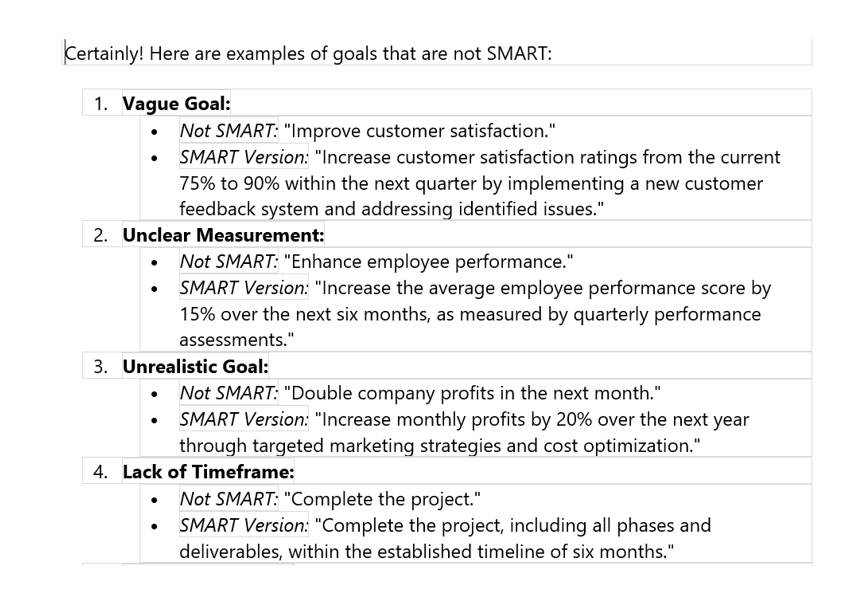 Certainly! Here are examples of goals that are not SMART:
1. Vague Goal:
• Not SMART: "Improve customer satisfaction."
• SMART Version: "Increase customer satisfaction ratings from the current
75% to 90% within the next quarter by implementing a new customer
feedback system and addressing identified issues."
2. Unclear Measurement:
• Not SMART: "Enhance employee performance."
• SMART Version: "Increase the average employee performance score by
15% over the next six months, as measured by quarterly performance
assessments."
3. Unrealistic Goal:
• Not SMART: "Double company profits in the next month."
• SMART Version: "Increase monthly profits by 20% over the next year
through targeted marketing strategies and cost optimization."
4. Lack of Timeframe:
• Not SMART: "Complete the project."
• SMART Version: "Complete the project, including all phases and
deliverables, within the established timeline of six months."